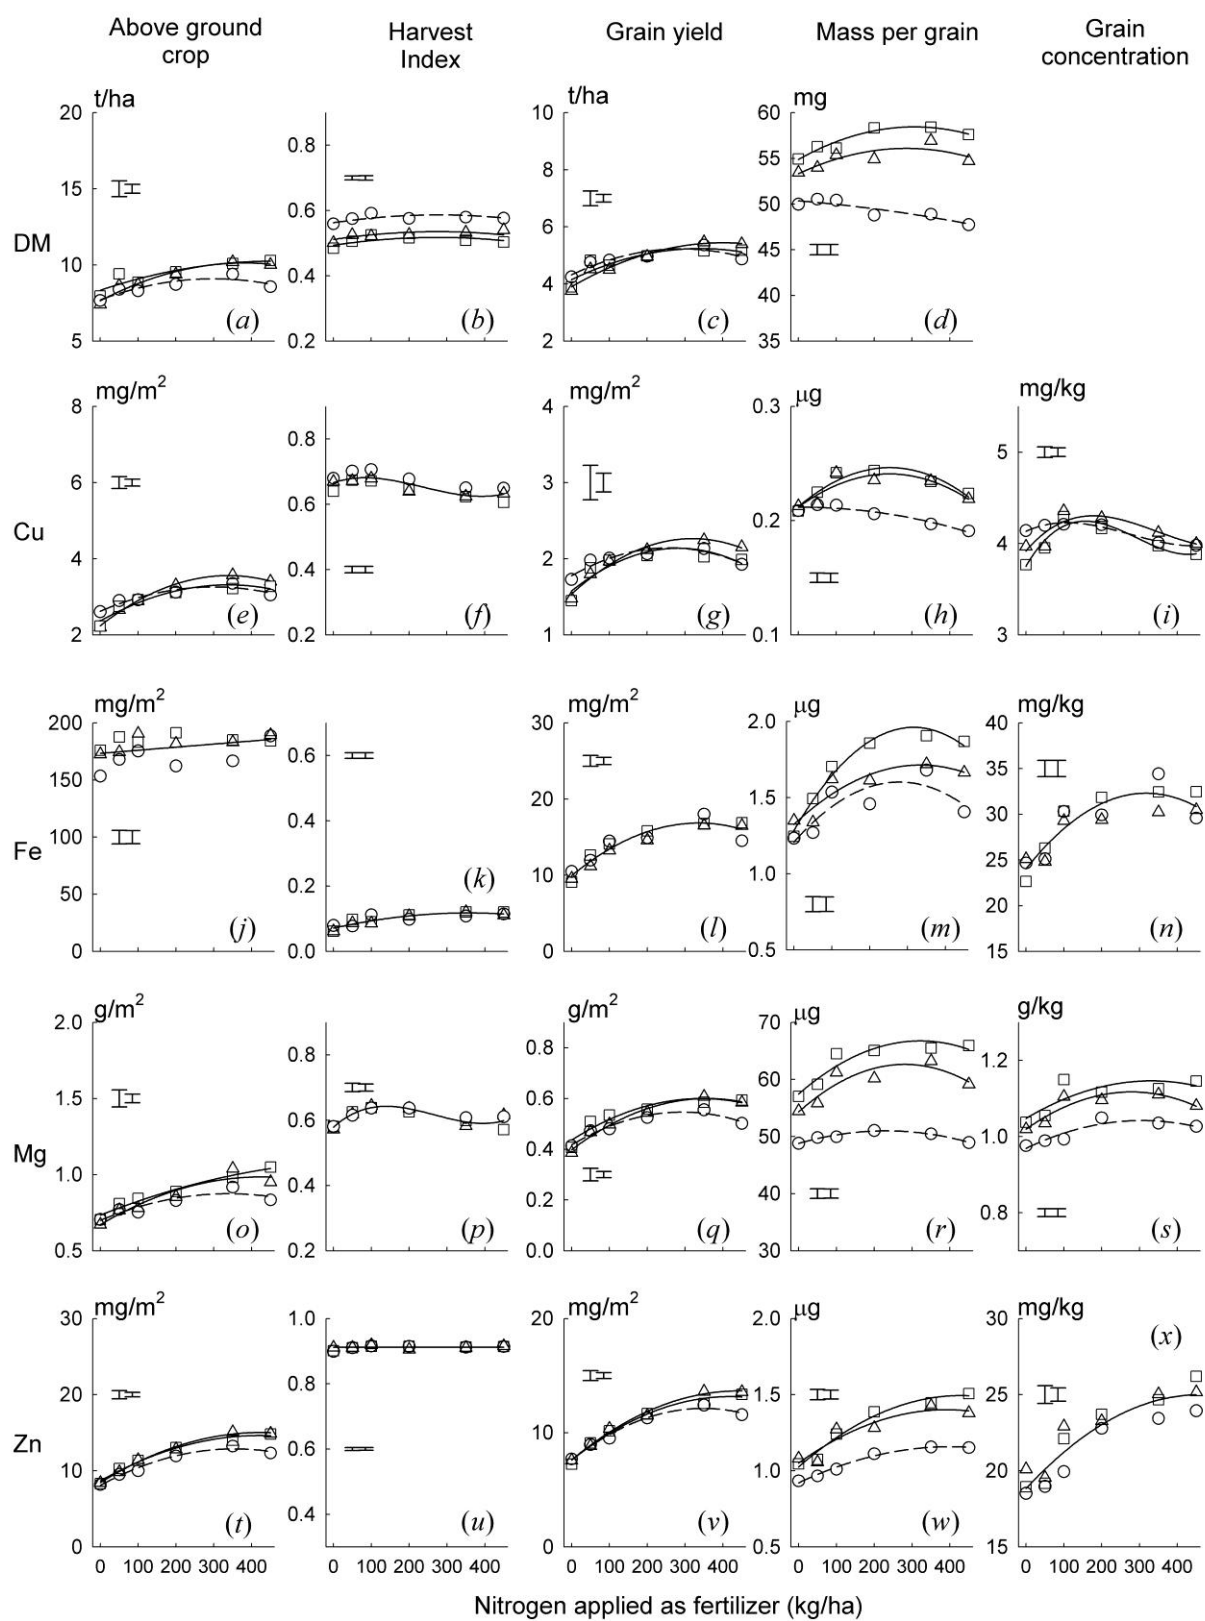 Above ground
crop
Harvest
Index
Grain yield
Mass per grain
Grain
concentration
t/ha
t/ha
mg
DM
20
15
10
5
0.8
0.6
0.4
0.2
10
8
6
4
2
60
55
50
45
40
35
(a)
(b)
(c)
(d)
mg/m²
mg/m²
µg
mg/kg
Cu
8
6
4
2
0.8
0.6
0.4
0.2
4
3
2
1
0.3
0.2
0.1
5
4
3
(e)
(f)
(g)
(h)
(i)
mg/m²
mg/m²
µg
mg/kg
Fe
200
150
100
50
0
0.6
0.4
0.2
0.0
30
20
10
0
2.0
1.5
1.0
0.5
40
35
30
25
20
15
(j)
(k)
(l)
(m)
(n)
g/m²
g/m²
µg
g/kg
Mg
2.0
1.5
1.0
0.5
0.8
0.6
0.4
0.2
0.8
0.6
0.4
0.2
0.0
70
60
50
40
30
1.2
1.0
0.8
(o)
(p)
(q)
(r)
(s)
mg/m²
mg/m²
µg
mg/kg
Zn
30
20
10
0
1.0
0.8
0.6
0.4
20
10
0
2.0
1.5
1.0
0.5
30
25
20
15
(t)
(u)
(v)
(w)
(x)
0 100 200 300 400
0 100 200 300 400
0 100 200 300 400
0 100 200 300 400
0 100 200 300 400
Nitrogen applied as fertilizer (kg/ha)